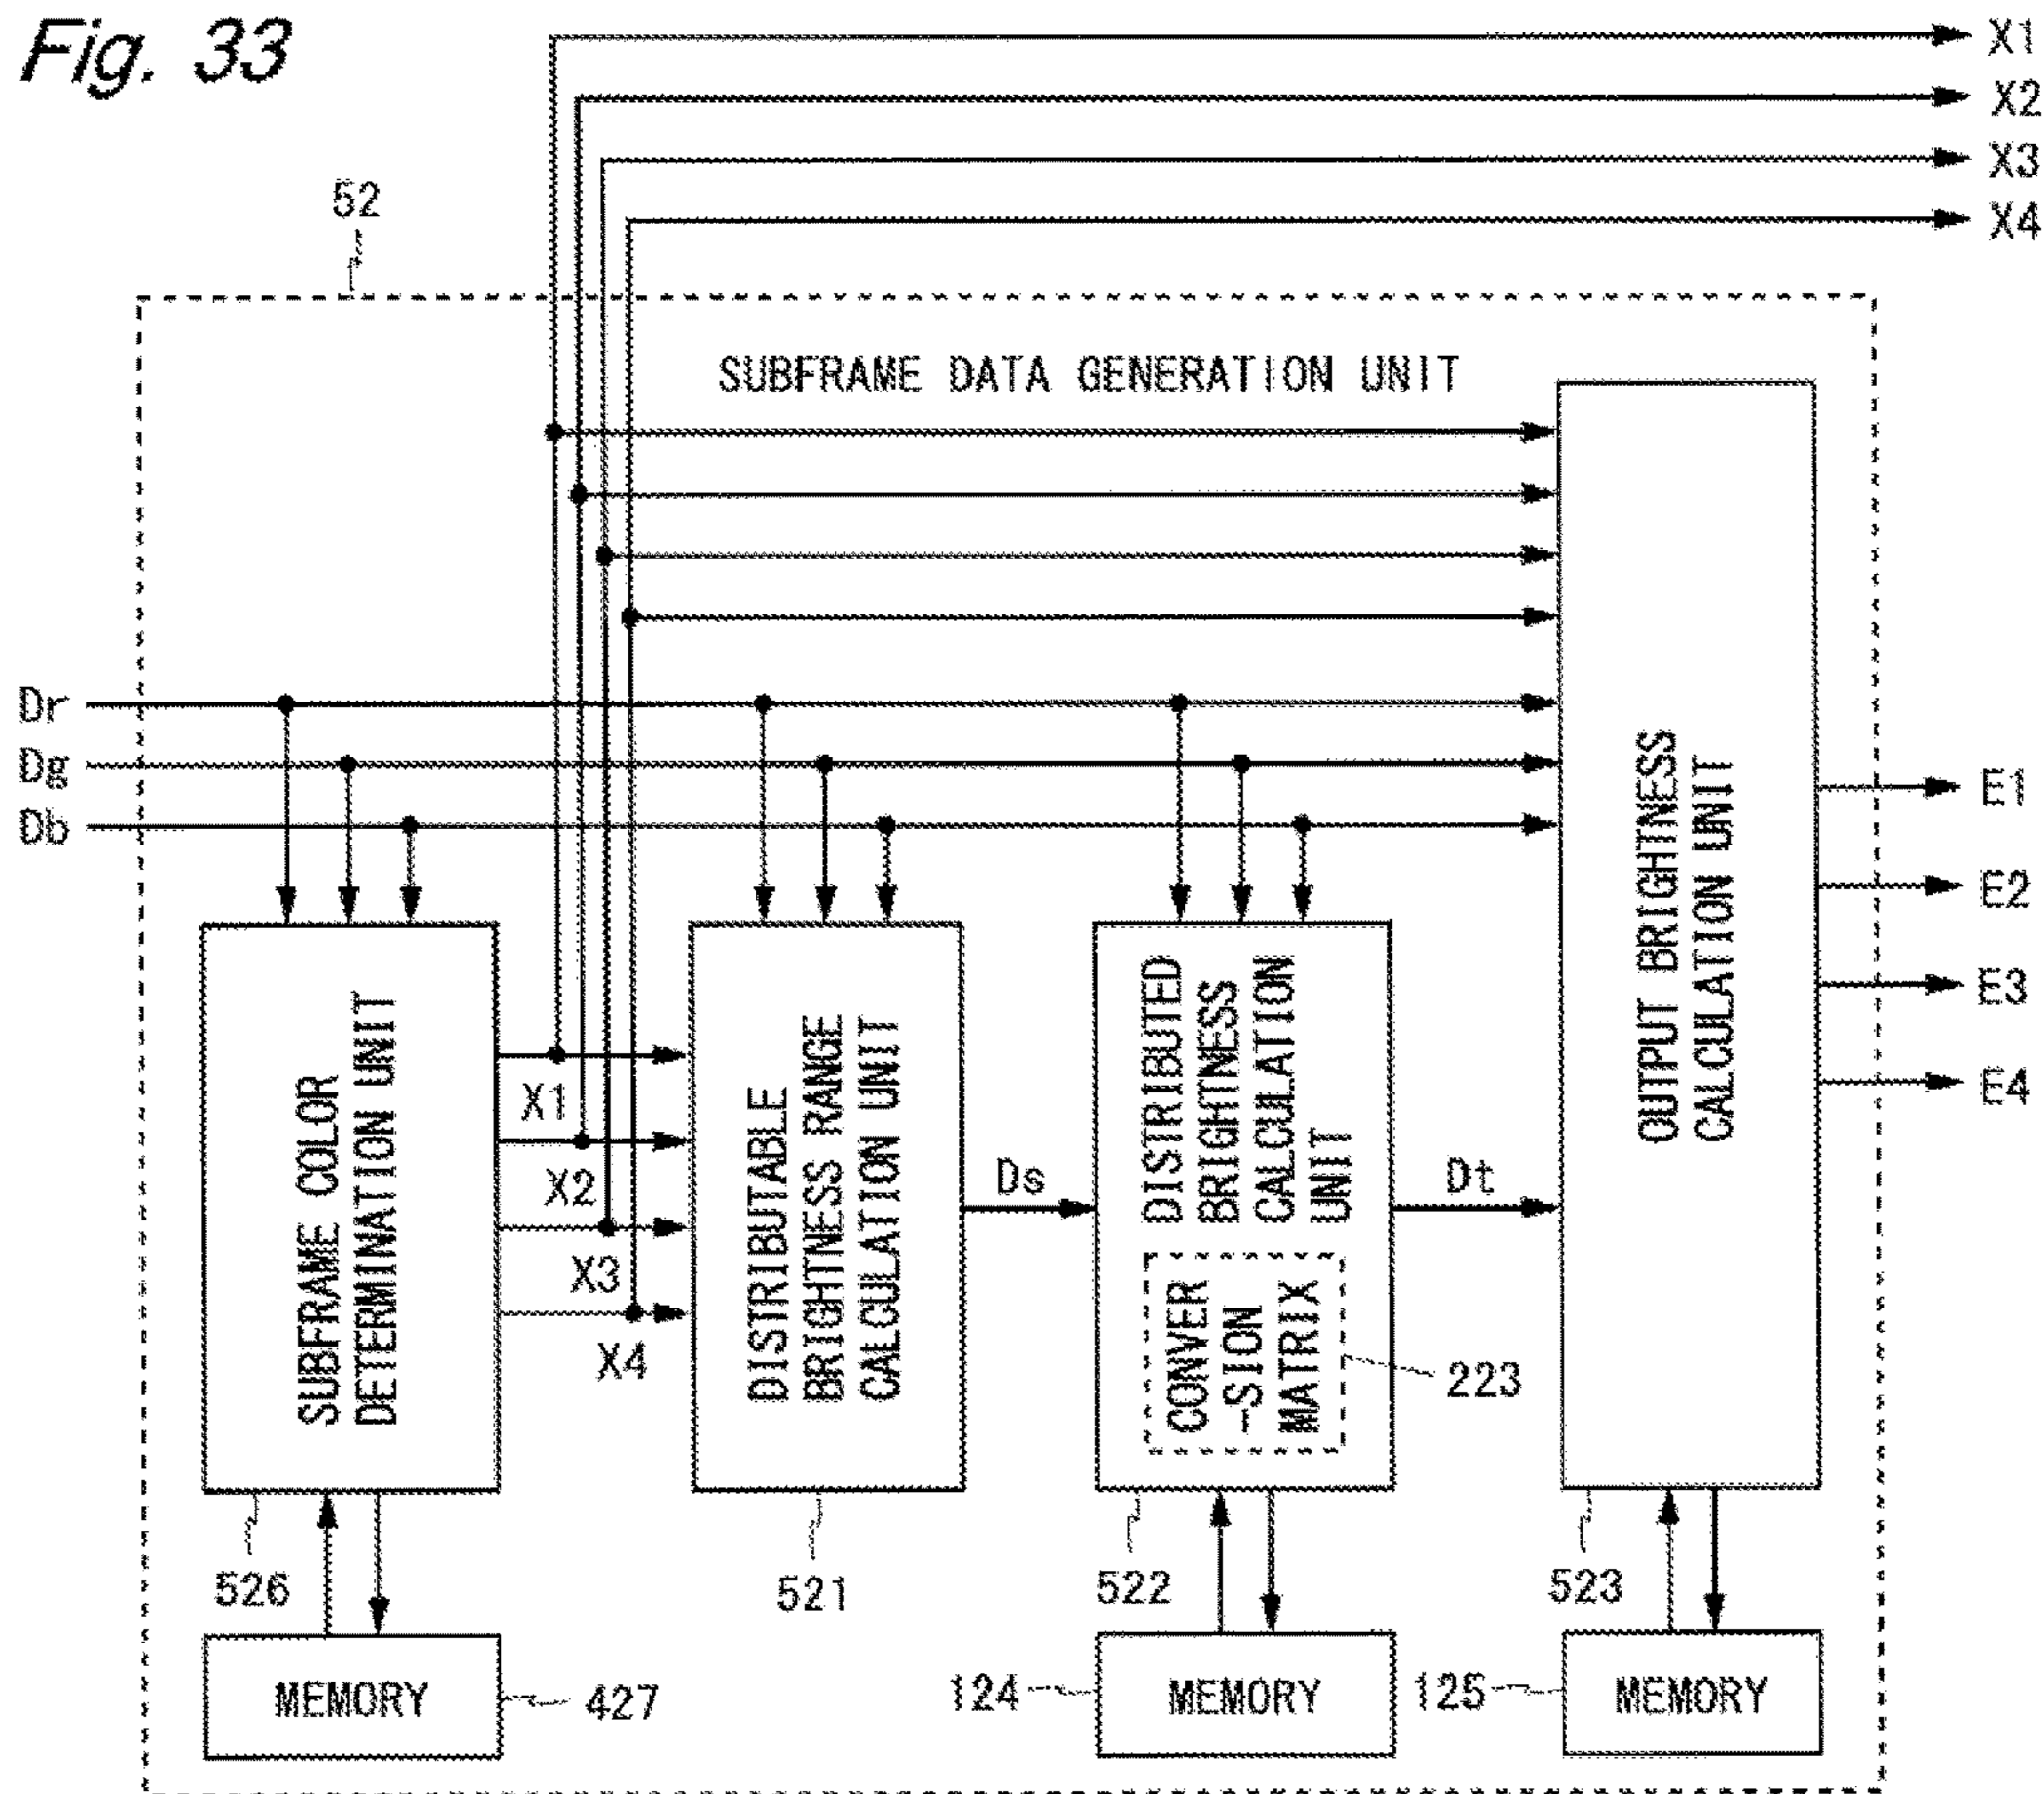 Fig. 33
X1
X2
X3
X4
52
SUBFRAME DATA GENERATION UNIT
Dr
Dg
Db
SUBFRAME COLOR
DETERMINATION UNIT
X1
X2
X3
X4
DISTRIBUTABLE
BRIGHTNESS RANGE
CALCULATION UNIT
Ds
DISTRIBUTED
BRIGHTNESS
CALCULATION
UNIT
CONVER
-SION
MATRIX
223
Dt
OUTPUT BRIGHTNESS
CALCULATION UNIT
E1
E2
E3
E4
526
521
522
523
MEMORY
427
124
MEMORY
125
MEMORY